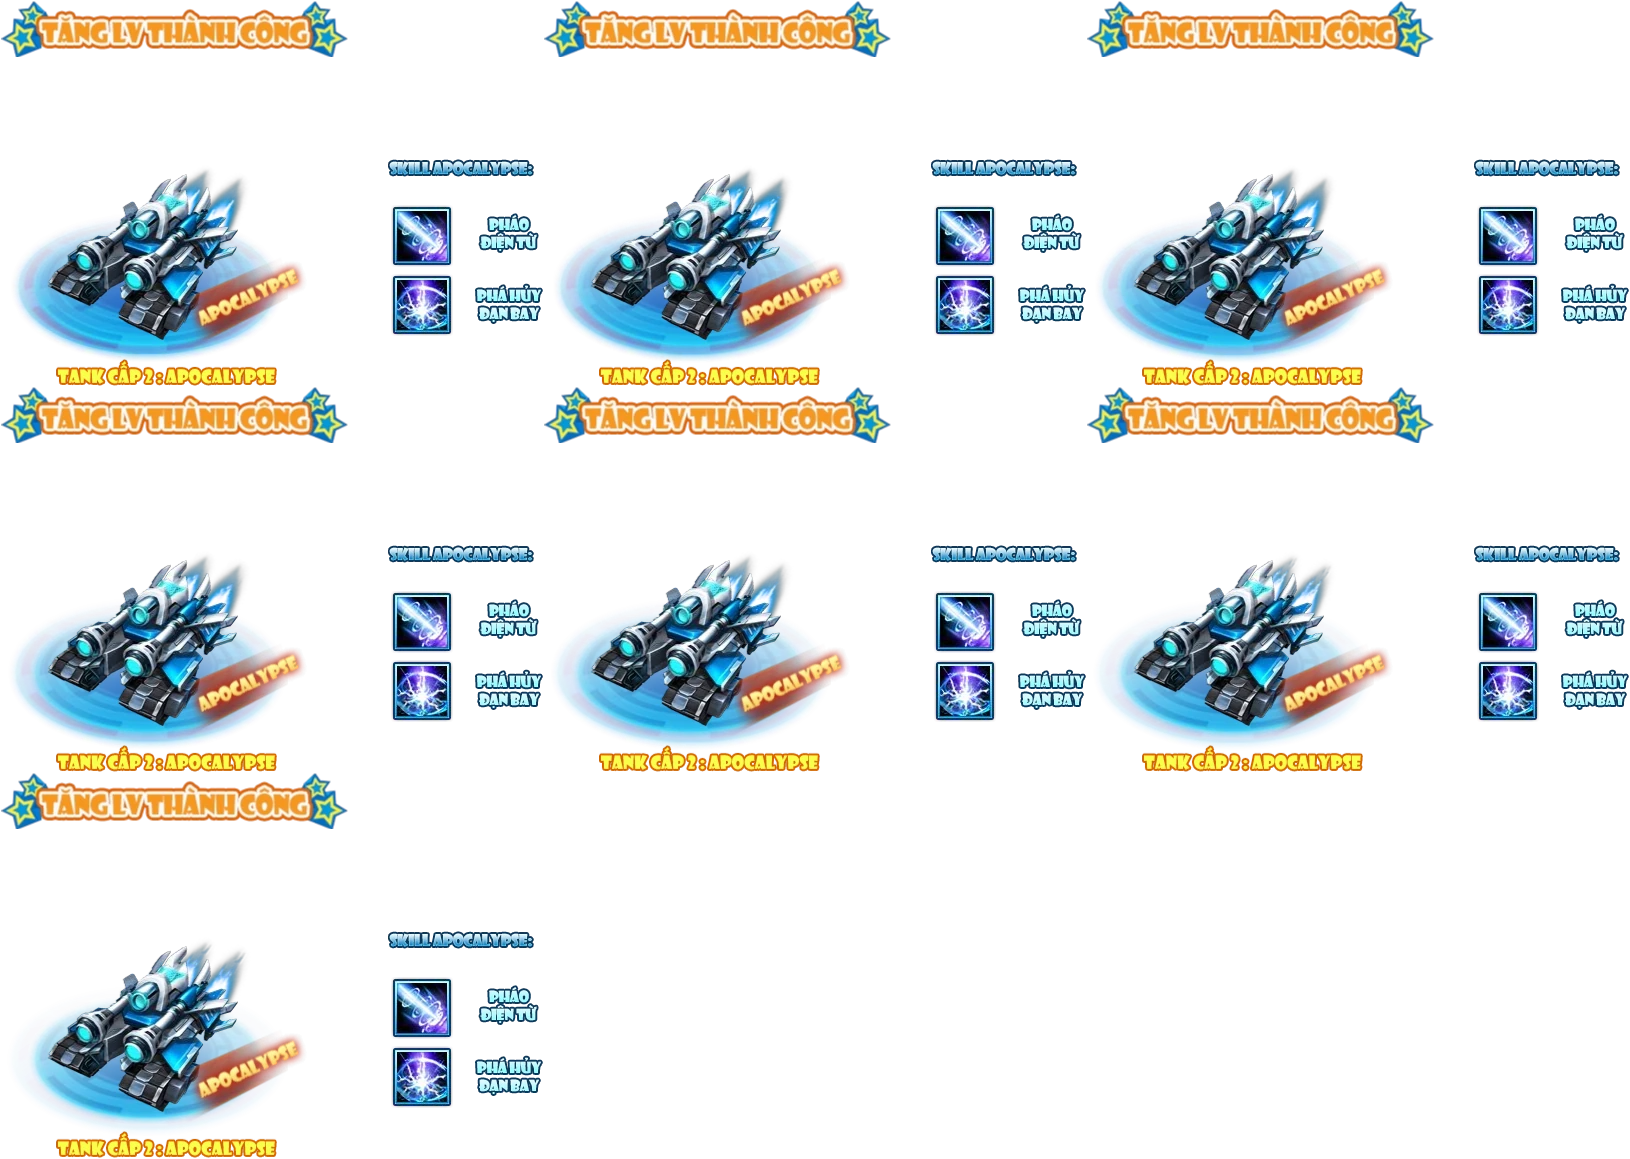 TĂNG LV THÀNH CÔNG
SKILL APOCALYPSE:
PHÁO
ĐIỆN TỪ
PHÁ HỦY
ĐẠN BAY
APOCALYPSE
TANK CẤP 2 : APOCALYPSE
TĂNG LV THÀNH CÔNG
SKILL APOCALYPSE:
PHÁO
ĐIỆN TỪ
PHÁ HỦY
ĐẠN BAY
APOCALYPSE
TANK CẤP 2 : APOCALYPSE
TĂNG LV THÀNH CÔNG
SKILL APOCALYPSE:
PHÁO
ĐIỆN TỪ
PHÁ HỦY
ĐẠN BAY
APOCALYPSE
TANK CẤP 2 : APOCALYPSE
TĂNG LV THÀNH CÔNG
SKILL APOCALYPSE:
PHÁO
ĐIỆN TỪ
PHÁ HỦY
ĐẠN BAY
APOCALYPSE
TANK CẤP 2 : APOCALYPSE
TĂNG LV THÀNH CÔNG
SKILL APOCALYPSE:
PHÁO
ĐIỆN TỪ
PHÁ HỦY
ĐẠN BAY
APOCALYPSE
TANK CẤP 2 : APOCALYPSE
TĂNG LV THÀNH CÔNG
SKILL APOCALYPSE:
PHÁO
ĐIỆN TỪ
PHÁ HỦY
ĐẠN BAY
APOCALYPSE
TANK CẤP 2 : APOCALYPSE
TĂNG LV THÀNH CÔNG
SKILL APOCALYPSE:
PHÁO
ĐIỆN TỪ
PHÁ HỦY
ĐẠN BAY
APOCALYPSE
TANK CẤP 2 : APOCALYPSE